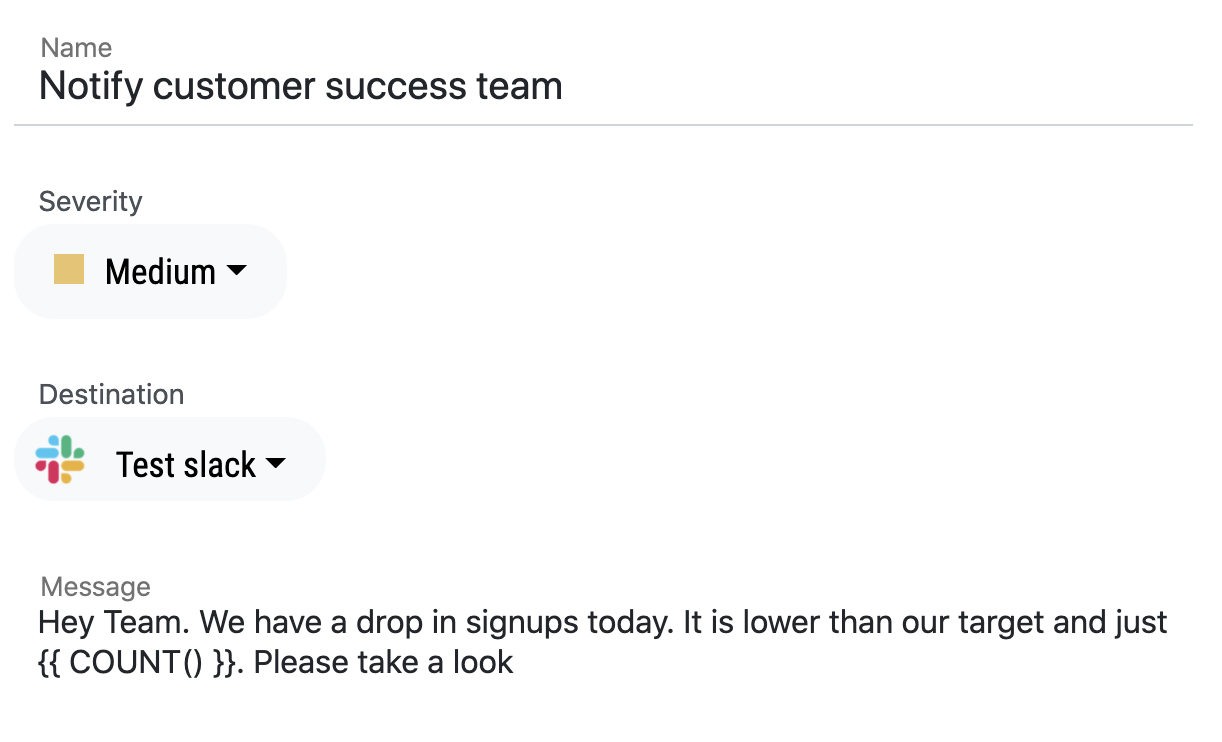 Name
Notify customer success team
Severity
Medium
Destination
Test slack
Message
Hey Team. We have a drop in signups today. It is lower than our target and just
{{ COUNT() }}. Please take a look